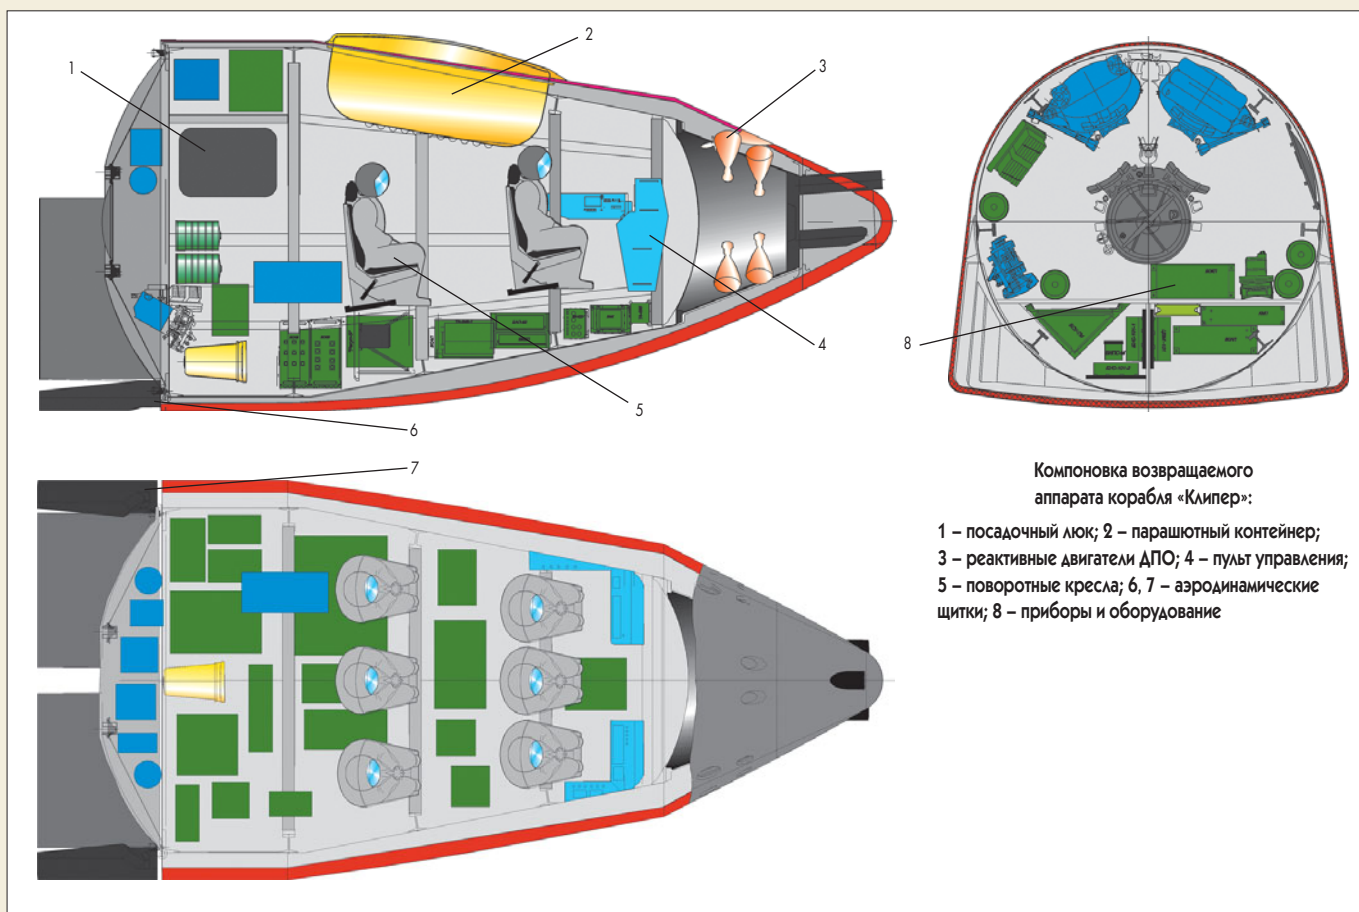 1
2
3
4
5
6
7
8
Компоновка возвращаемого
аппарата корабля «Клипер»:
1 – посадочный люк; 2 – парашютный контейнер;
3 – реактивные двигатели ДПО; 4 – пульт управления;
5 – поворотные кресла; 6, 7 – аэродинамические
щитки; 8 – приборы и оборудование